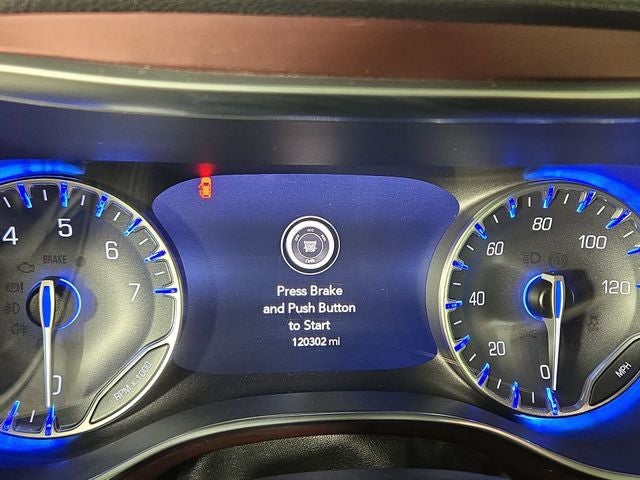 4 5 6 7
BRAKE
0
RPM x 1000
Press Brake
and Push Button
to Start
120302 mi
0 20 40 60 80 100 120
MPH